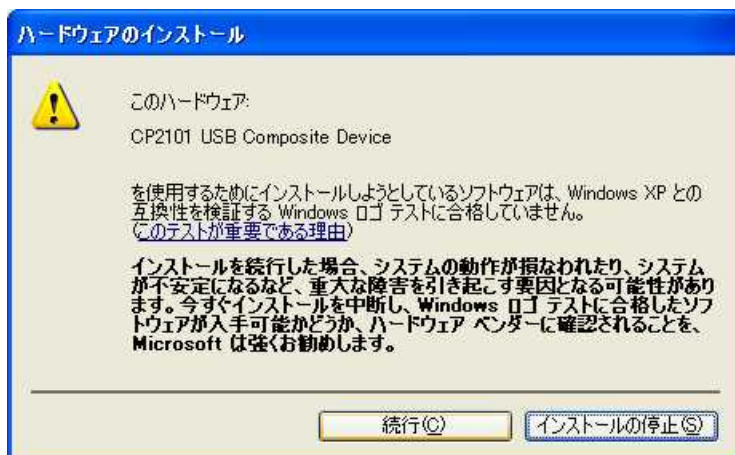 ハードウェアのインストール
このハードウェア:
CP2101 USB Composite Device
を使用するためにインストールしようとしているソフトウェアは、Windows XP との
互換性を検証する Windows ロゴ テストに合格していません。
(このテストが重要である理由)
インストールを続行した場合、システムの動作が損なわれたり、システム
が不安定になるなど、重大な障害を引き起こす要因となる可能性があり
ます。今すぐインストールを中断し、Windows ロゴ テストに合格したソフ
トウェアが入手可能かどうか、ハードウェア ベンダーに確認されることを、
Microsoft は強くお勧めします。
続行(C)
インストールの停止(S)